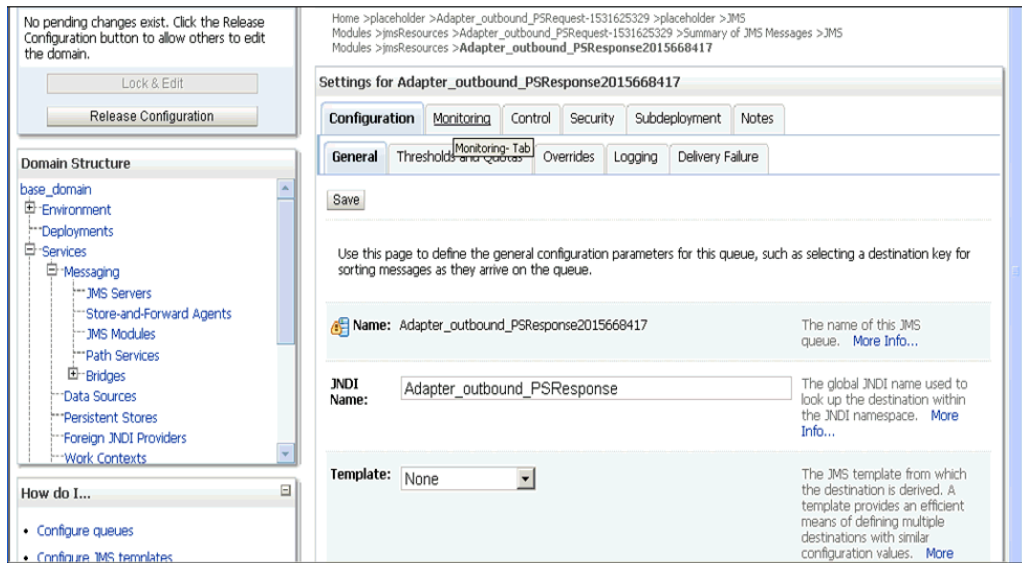 No pending changes exist. Click the Release
Configuration button to allow others to edit
the domain.
Lock & Edit
Release Configuration
Domain Structure
base_domain
Environment
Deployments
Services
Messaging
JMS Servers
Store-and-Forward Agents
JMS Modules
Path Services
Bridges
Data Sources
Persistent Stores
Foreign JNDI Providers
Work Contexts
How do I...
• Configure queues
• Configure JMS templates
Home >placeholder >Adapter_outbound_PSRequest-1531625329 >placeholder >JMS
Modules >jmsResources >Adapter_outbound_PSRequest-1531625329 >Summary of JMS Messages >JMS
Modules >jmsResources >Adapter_outbound_PSResponse2015668417
Settings for Adapter_outbound_PSResponse2015668417
Configuration Monitoring Control Security Subdeployment Notes
Monitoring- Tab
General Thresholds and Quotas Overrides Logging Delivery Failure
Save
Use this page to define the general configuration parameters for this queue, such as selecting a destination key for
sorting messages as they arrive on the queue.
Name: Adapter_outbound_PSResponse2015668417
The name of this JMS
queue. More Info...
JNDI
Name:
Adapter_outbound_PSResponse
The global JNDI name used to
look up the destination within
the JNDI namespace. More
Info...
Template: None
The JMS template from which
the destination is derived. A
template provides an efficient
means of defining multiple
destinations with similar
configuration values. More